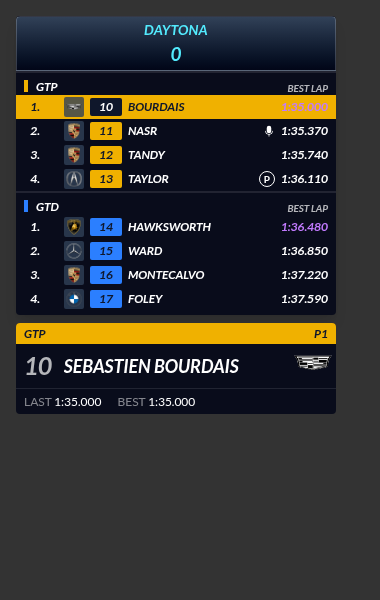 DAYTONA
0
GTP BEST LAP
1. 10 BOURDAIS 1:35.000
2. 11 NASR 1:35.370
3. 12 TANDY 1:35.740
4. 13 TAYLOR P 1:36.110
GTD BEST LAP
1. 14 HAWKSWORTH 1:36.480
2. 15 WARD 1:36.850
3. 16 MONTECALVO 1:37.220
4. 17 FOLEY 1:37.590
GTP P1
10 SEBASTIEN BOURDAIS
LAST 1:35.000 BEST 1:35.000